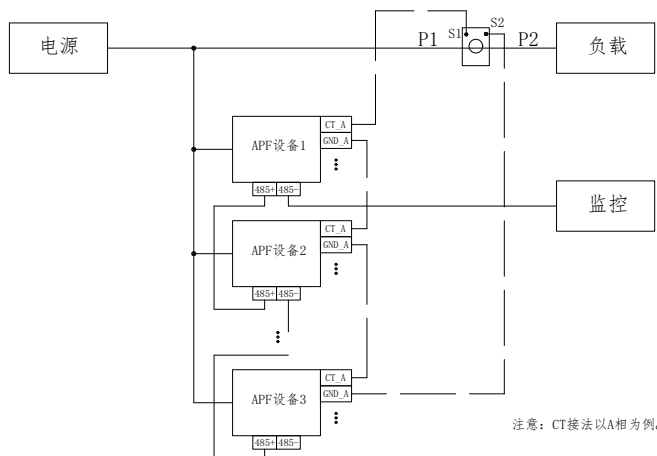 电源
P1
S1
S2
P2
负载
APF设备1
CT_A
GND_A
485+
485-
监控
APF设备2
CT_A
GND_A
485+
485-
APF设备3
CT_A
GND_A
485+
485-
注意：CT接法以A相为例。